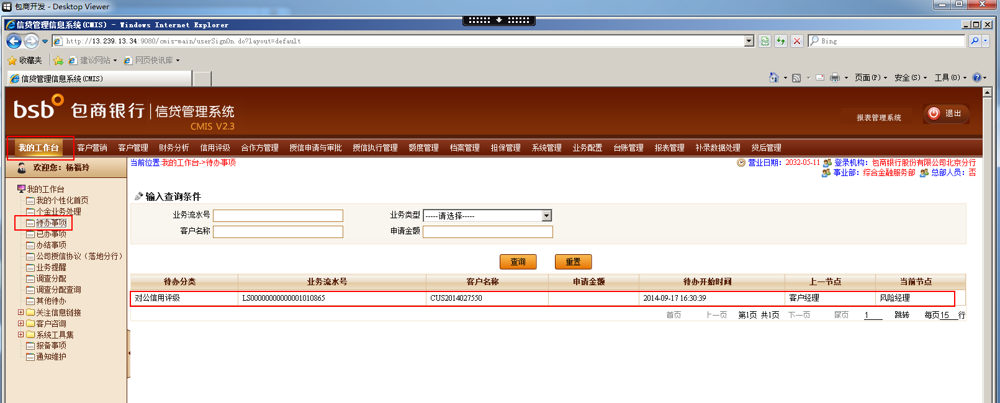 包商开发 - Desktop Viewer
信贷管理信息系统(CMIS) - Windows Internet Explorer
http://13.239.13.34:9080/cmis-main/userSignOn.do?layout=default
Bing
收藏夹 建议网站 网页快讯库
信贷管理信息系统(CMIS)
页面(P) 安全(S) 工具(O)
bsb 包商银行 信贷管理系统
CMIS V2.3
报表管理系统 退出
我的工作台 客户营销 客户管理 财务分析 信用评级 合作方管理 授信申请与审批 授信执行管理 额度管理 档案管理 担保管理 系统管理 业务配置 台账管理 报表管理 补录数据处理 贷后管理
欢迎您：杨福玲
当前位置:我的工作台->待办事项
营业日期：2032-05-11 登录机构：包商银行股份有限公司北京分行
事业部：综合金融服务部 总部人员：否
我的工作台
我的个性化首页
个金业务处理
待办事项
已办事项
办结事项
公司授信协议（落地分行）
业务提醒
调查分配
调查分配查询
其他待办
关注信息链接
客户咨询
系统工具集
报备事项
通知维护
输入查询条件
业务流水号 业务类型 -----请选择-----
客户名称 申请金额
查询 重置
待办分类 业务流水号 客户名称 申请金额 待办开始时间 上一节点 当前节点
对公信用评级 LS00000000000001010865 CUS2014027550 2014-09-17 16:30:39 客户经理 风险经理
首页 上一页 第1页 共1页 下一页 尾页 1 跳转 每页15 行